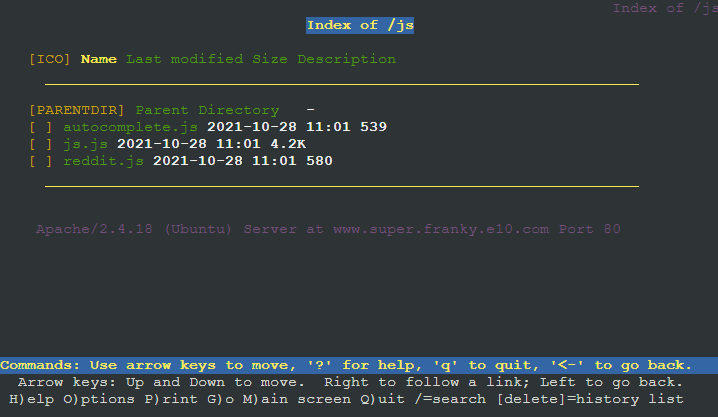 Index of /js
Index of /js
[ICO] Name Last modified Size Description
[PARENTDIR] Parent Directory -
[ ] autocomplete.js 2021-10-28 11:01 539
[ ] js.js 2021-10-28 11:01 4.2K
[ ] reddit.js 2021-10-28 11:01 580
Apache/2.4.18 (Ubuntu) Server at www.super.franky.e10.com Port 80
Commands: Use arrow keys to move, '?' for help, 'q' to quit, '<-' to go back.
Arrow keys: Up and Down to move. Right to follow a link; Left to go back.
H)elp O)ptions P)rint G)o M)ain screen Q)uit /=search [delete]=history list